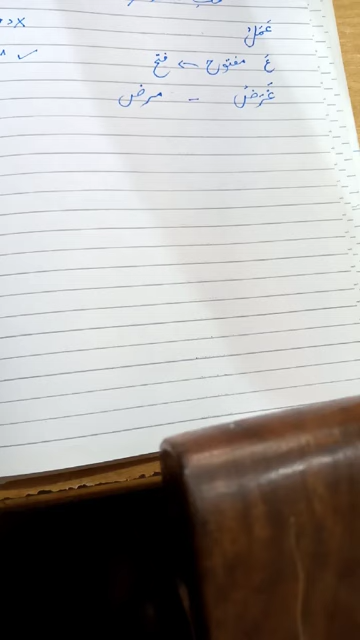 عَمَلٌ
عَ مفتوح ← فتح
غَرَضٌ - مرض